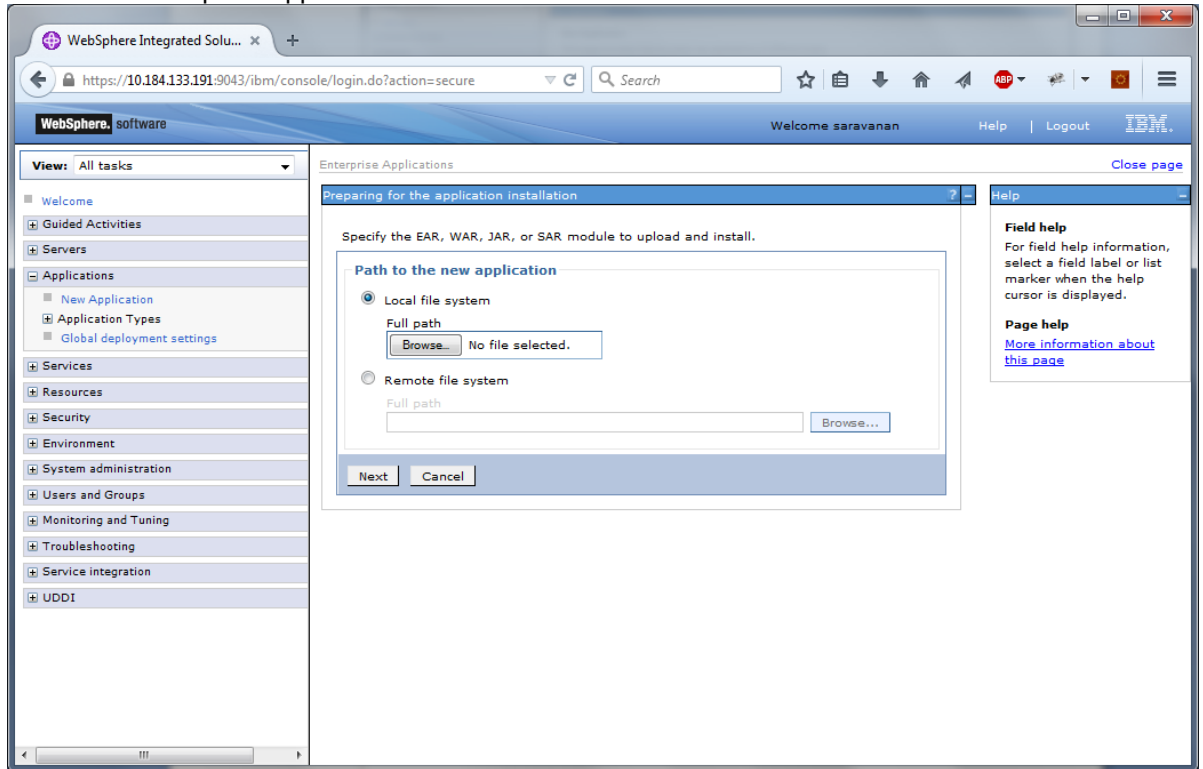 WebSphere Integrated Solu... × +
https://10.184.133.191:9043/ibm/console/login.do?action=secure Search ABP
WebSphere. software Welcome saravanan Help | Logout IBM.
View: All tasks
Welcome
Guided Activities
Servers
Applications
New Application
Application Types
Global deployment settings
Services
Resources
Security
Environment
System administration
Users and Groups
Monitoring and Tuning
Troubleshooting
Service integration
UDDI
Enterprise Applications Close page
Preparing for the application installation ? -
Specify the EAR, WAR, JAR, or SAR module to upload and install.
Path to the new application
Local file system
Full path
Browse... No file selected.
Remote file system
Full path
Browse...
Next Cancel
Help -
Field help
For field help information,
select a field label or list
marker when the help
cursor is displayed.
Page help
More information about
this page